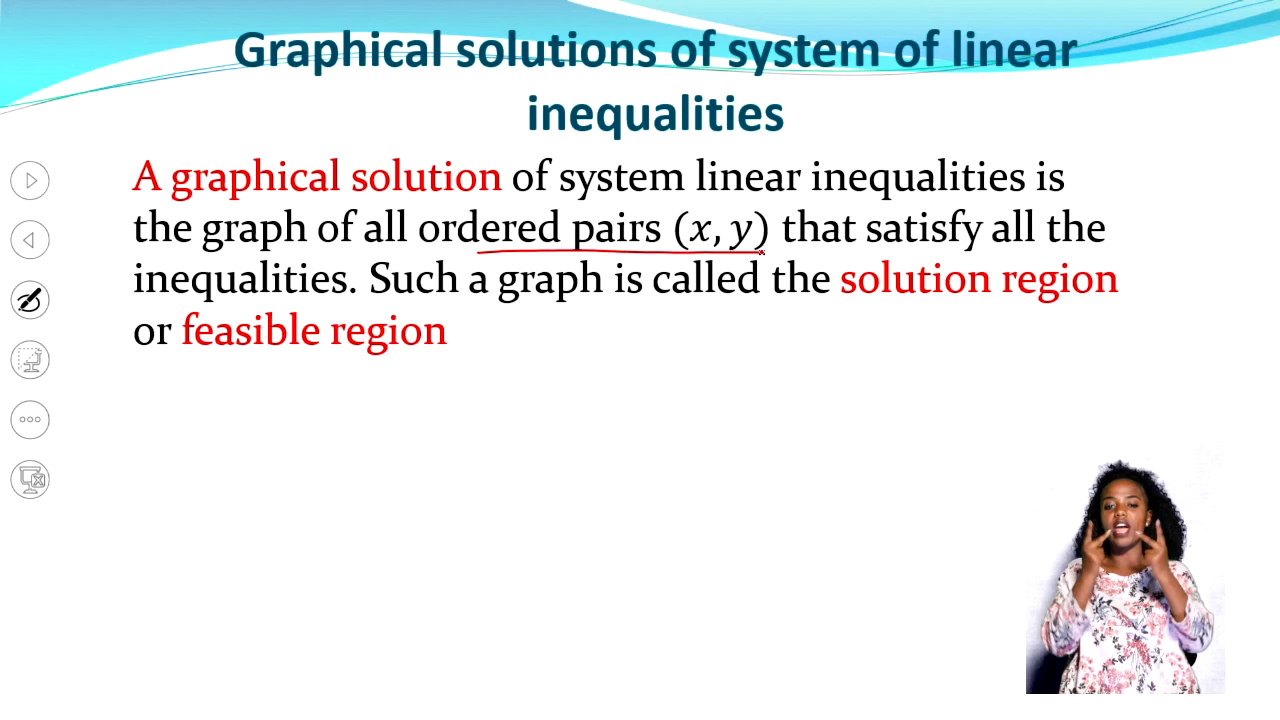 Graphical solutions of system of linear
inequalities
A graphical solution of system linear inequalities is
the graph of all ordered pairs (x, y) that satisfy all the
inequalities. Such a graph is called the solution region
or feasible region